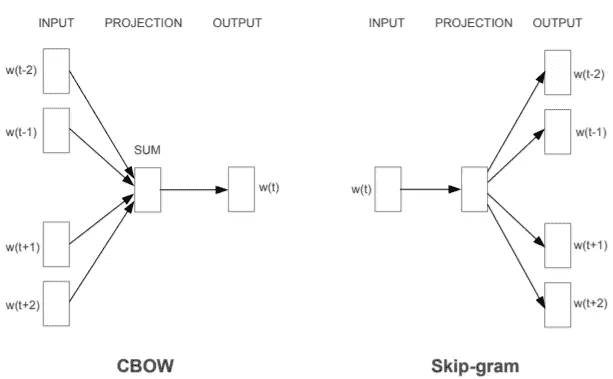 INPUT PROJECTION OUTPUT
w(t-2)
w(t-1)
SUM
w(t)
w(t+1)
w(t+2)
CBOW
INPUT PROJECTION OUTPUT
w(t-2)
w(t-1)
w(t)
w(t+1)
w(t+2)
Skip-gram